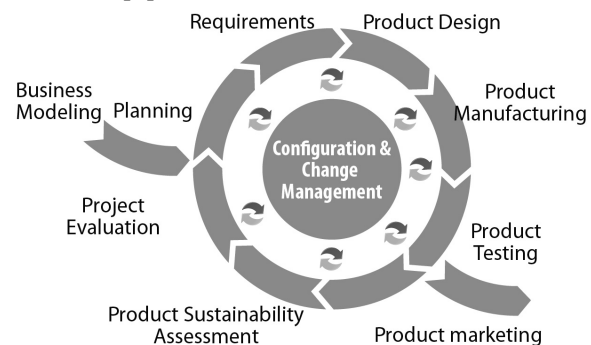 Requirements
Product Design
Business
Modeling
Planning
Product
Manufacturing
Configuration &
Change
Management
Project
Evaluation
Product
Testing
Product Sustainability
Assessment
Product marketing